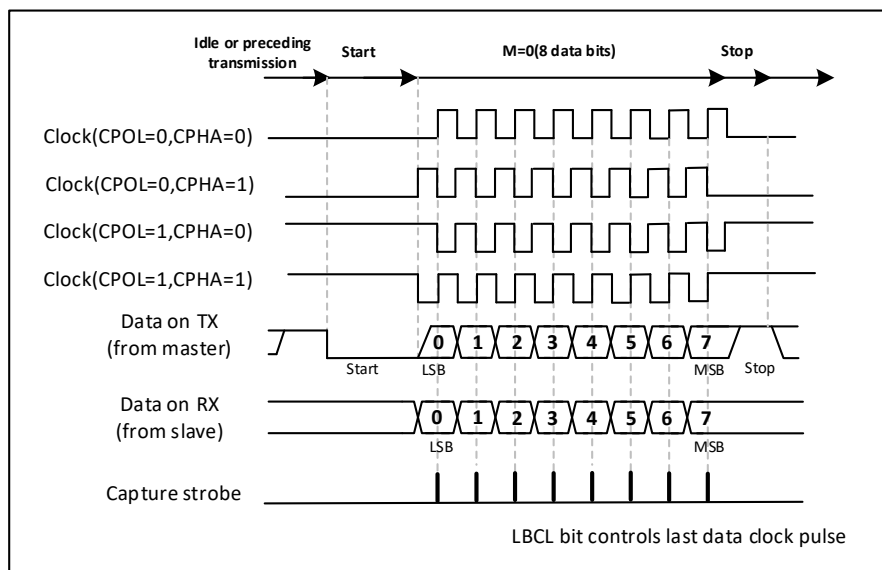 Idle or preceding
transmission
Start
M=0(8 data bits)
Stop
Clock(CPOL=0,CPHA=0)
Clock(CPOL=0,CPHA=1)
Clock(CPOL=1,CPHA=0)
Clock(CPOL=1,CPHA=1)
Data on TX
(from master)
0 1 2 3 4 5 6 7
Start
LSB
MSB
Stop
Data on RX
(from slave)
0 1 2 3 4 5 6 7
LSB
MSB
Capture strobe
LBCL bit controls last data clock pulse